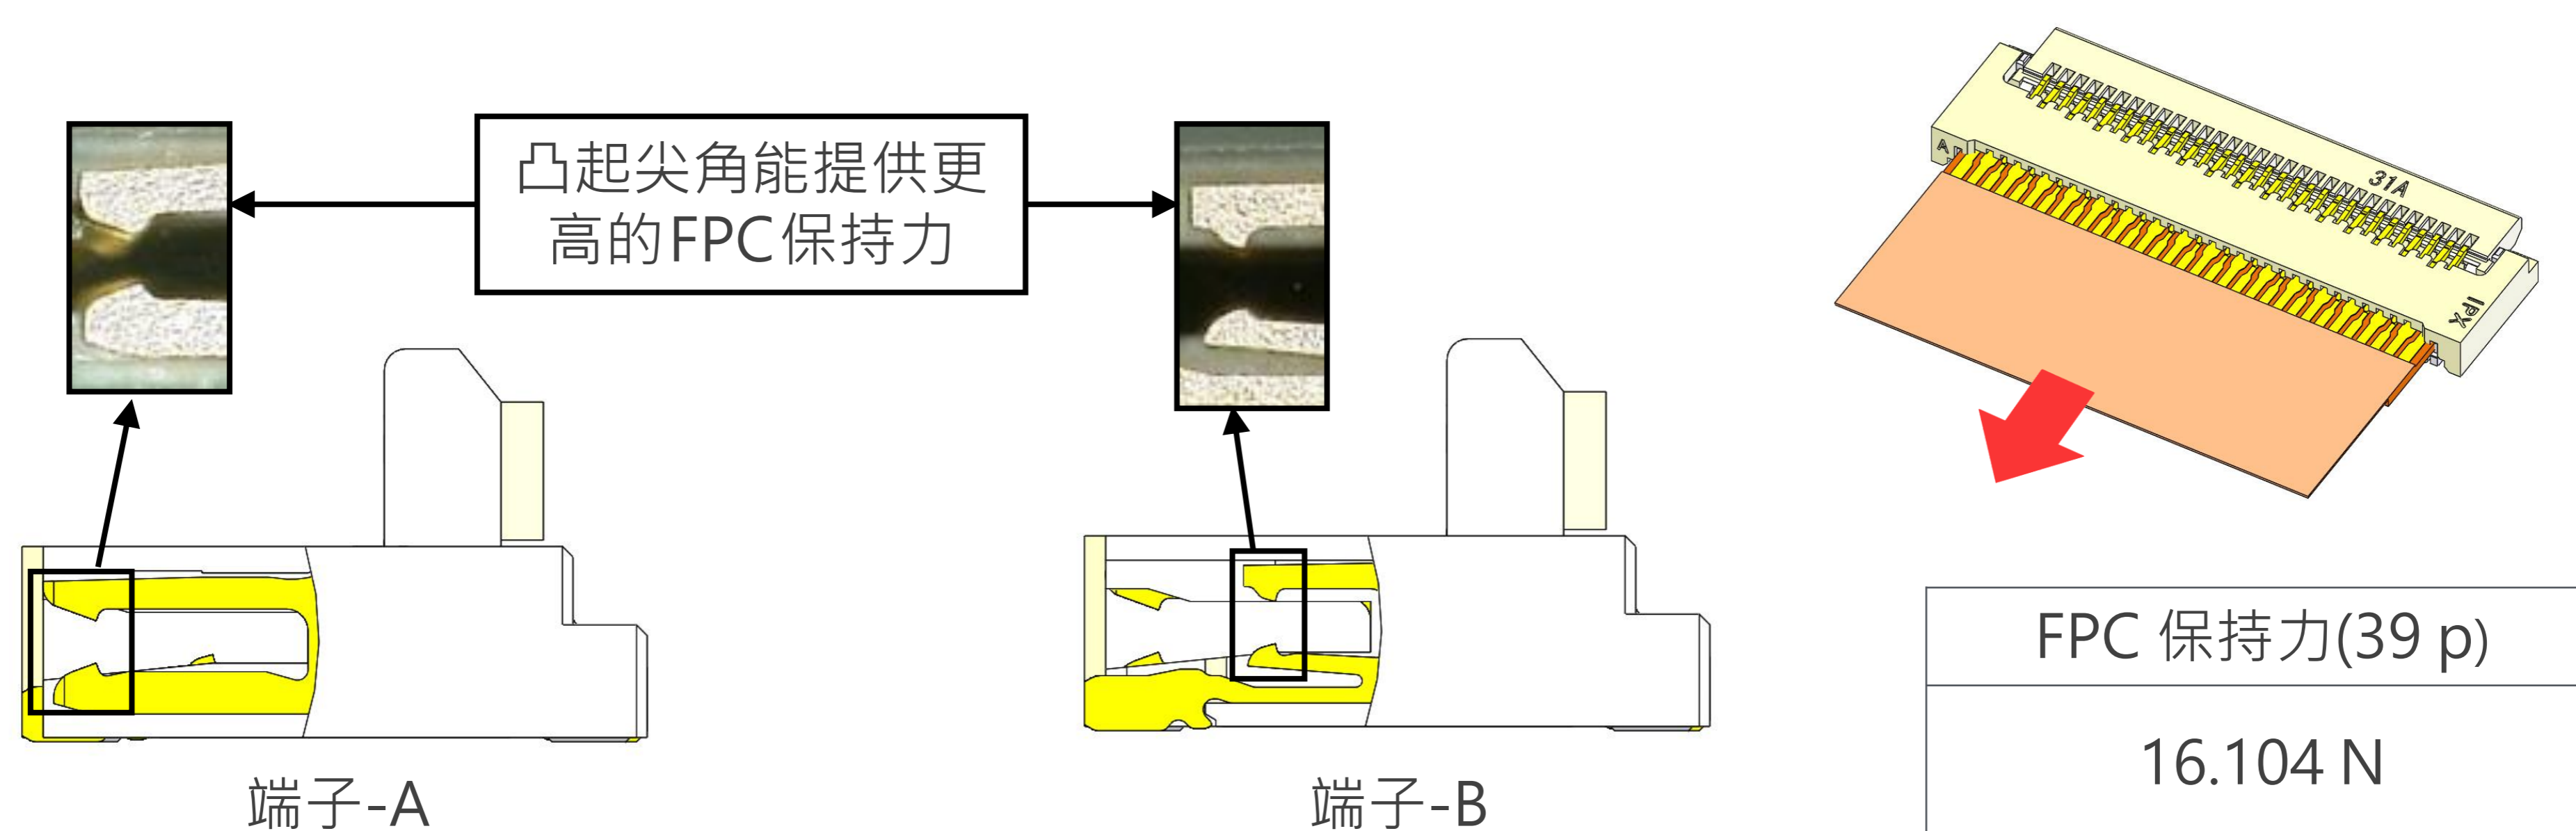 凸起尖角能提供更
高的FPC保持力
A
31A
IPX
端子-A
端子-B
FPC 保持力(39 p)
16.104 N